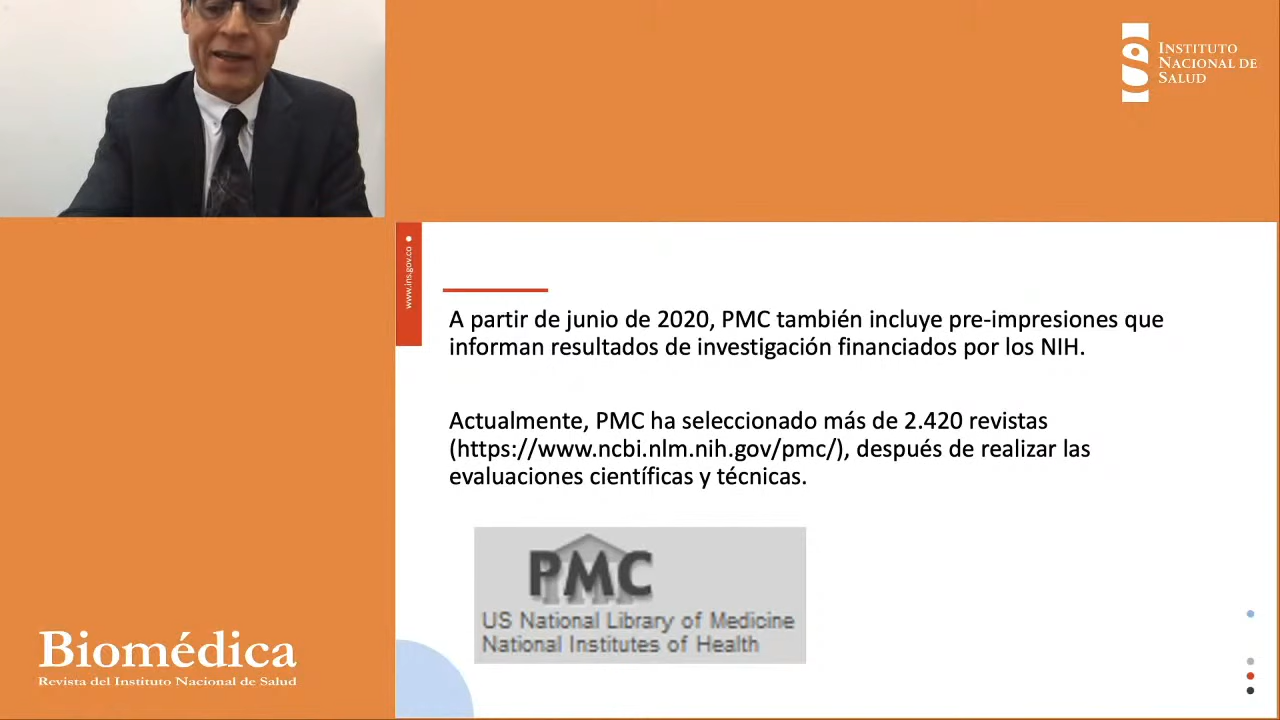 INSTITUTO
NACIONAL DE
SALUD
www.ins.gov.co
A partir de junio de 2020, PMC también incluye pre-impresiones que
informan resultados de investigación financiados por los NIH.
Actualmente, PMC ha seleccionado más de 2.420 revistas
(https://www.ncbi.nlm.nih.gov/pmc/), después de realizar las
evaluaciones científicas y técnicas.
PMC
US National Library of Medicine
National Institutes of Health
Biomédica
Revista del Instituto Nacional de Salud